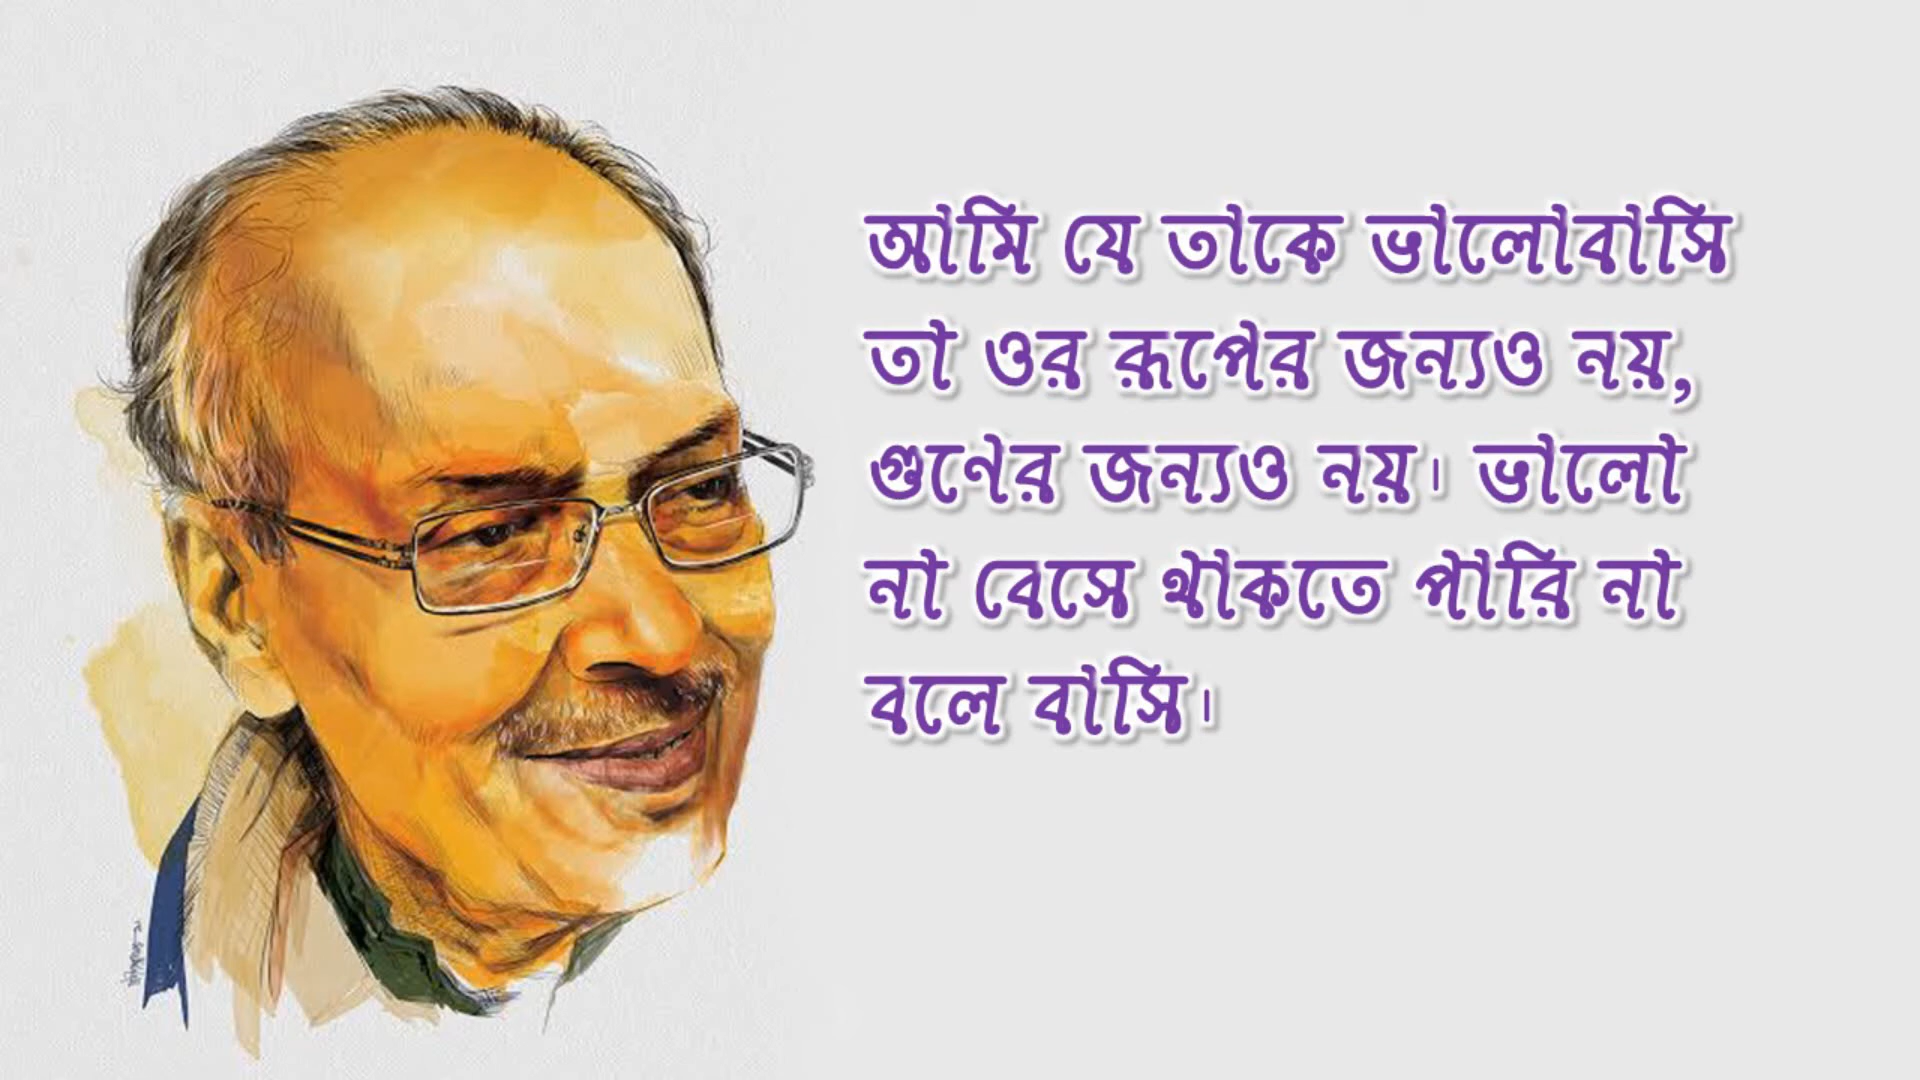 আমি যে তাকে ভালোবাসি
তা ওর রূপের জন্যও নয়,
গুণের জন্যও নয়। ভালো
না বেসে থাকতে পারি না
বলে বাসি।